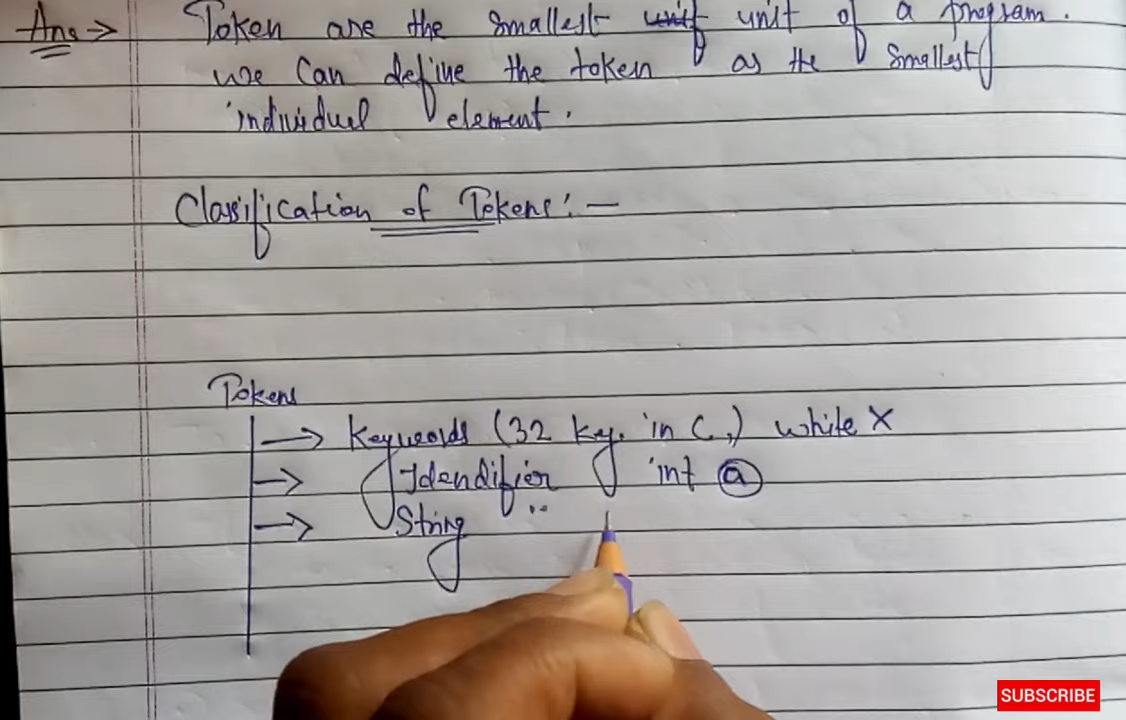 Ans → Token are the smallest unit unit of a program.
we can define the token as the smallest
individual element.
Classification of Tokens:-
Tokens
→ Keywords (32 key. in C,) while X
→ Idendifier int a
→ String "
SUBSCRIBE